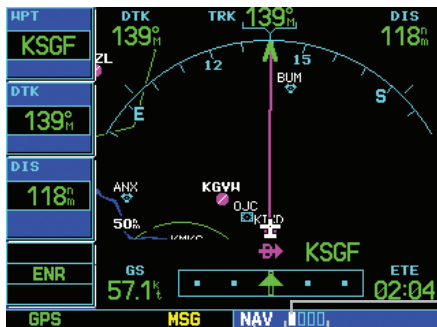 WPT
KSGF
DTK
139°M
DIS
118nm
ENR
DTK
139°M
TRK 139°M
DIS
118nm
ZL
12
15
BUM
E
S
ANX
KGVW
OJC
50nm
KSGF
GS
57.1kt
ETE
02:04
GPS
MSG
NAV